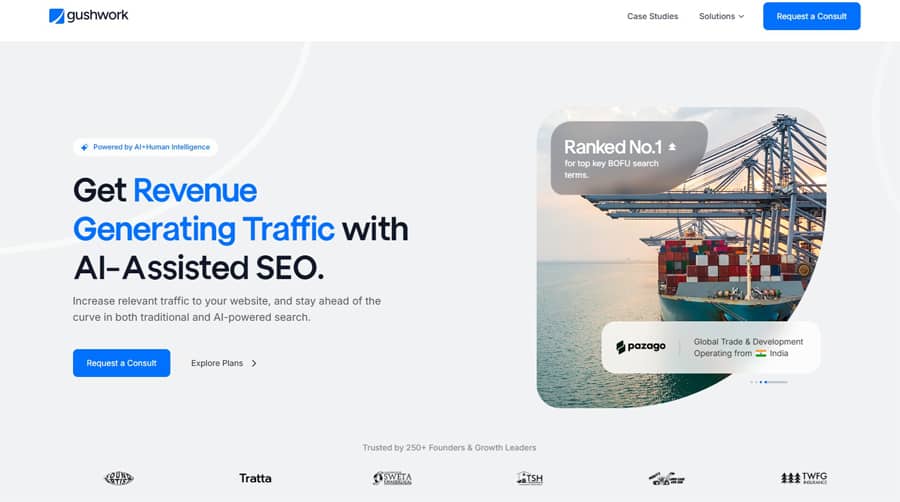 gushwork
Case Studies
Solutions
Request a Consult
Powered by AI+Human Intelligence
Get Revenue
Generating Traffic with
AI-Assisted SEO.
Increase relevant traffic to your website, and stay ahead of the
curve in both traditional and AI-powered search.
Request a Consult
Explore Plans
Ranked No.1
for top key BOFU search
terms.
pazago
Global Trade & Development
Operating from India
Trusted by 250+ Founders & Growth Leaders
Tratta
SWETA
TSH
TWFG
INSURANCE